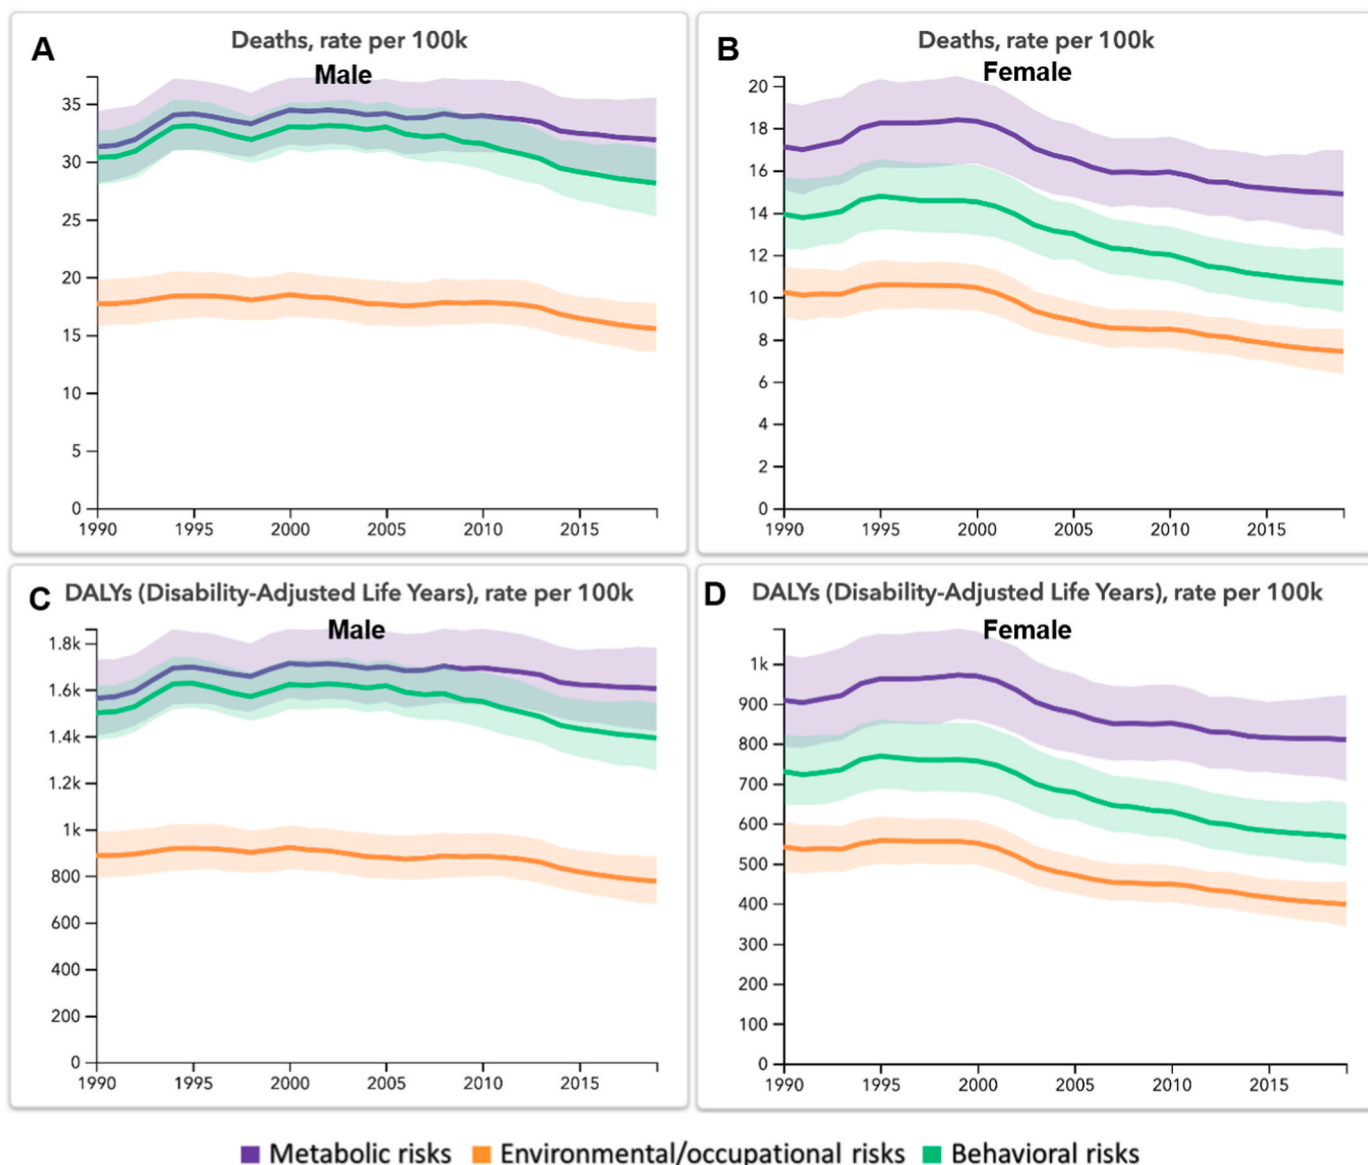 A
Deaths, rate per 100k
Male
35
30
25
20
15
10
5
0
1990 1995 2000 2005 2010 2015
B
Deaths, rate per 100k
Female
20
18
16
14
12
10
8
6
4
2
0
1990 1995 2000 2005 2010 2015
C DALYs (Disability-Adjusted Life Years), rate per 100k
Male
1.8k
1.6k
1.4k
1.2k
1k
800
600
400
200
0
1990 1995 2000 2005 2010 2015
D DALYs (Disability-Adjusted Life Years), rate per 100k
Female
1k
900
800
700
600
500
400
300
200
100
0
1990 1995 2000 2005 2010 2015
Metabolic risks Environmental/occupational risks Behavioral risks